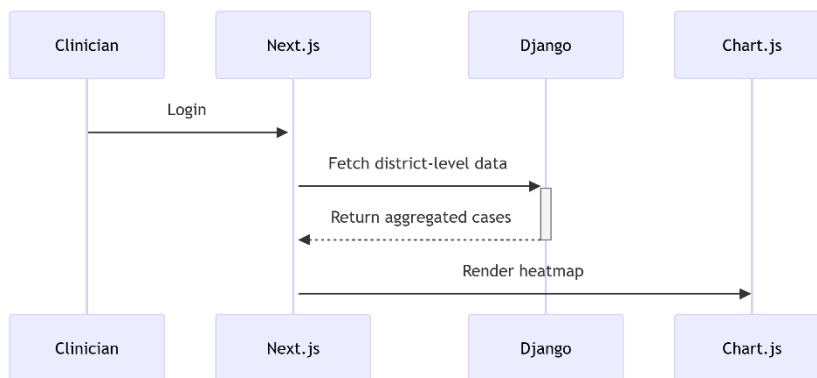 Clinician Next.js Django Chart.js
Login
Fetch district-level data
Return aggregated cases
Render heatmap
Clinician Next.js Django Chart.js